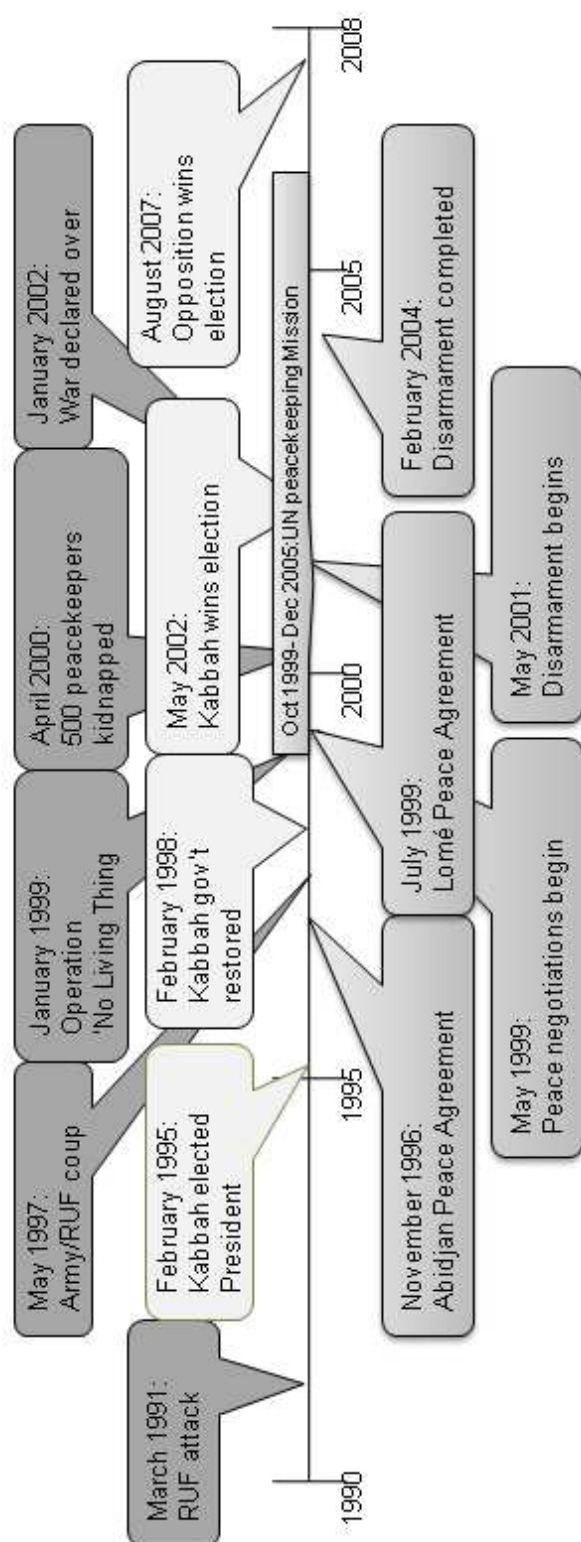 March 1991:
RUF attack
May 1997:
Army/RUF coup
January 1999:
Operation
'No Living Thing'
April 2000:
500 peacekeepers
kidnapped
January 2002:
War declared over
February 1995:
Kabbah elected
President
February 1998:
Kabbah gov't
restored
May 2002:
Kabbah wins election
August 2007:
Opposition wins
election
Oct 1999- Dec 2005:UN peacekeeping Mission
1990
1995
2000
2005
2008
November 1996:
Abidjan Peace Agreement
July 1999:
Lomé Peace Agreement
February 2004:
Disarmament completed
May 1999:
Peace negotiations begin
May 2001:
Disarmament begins